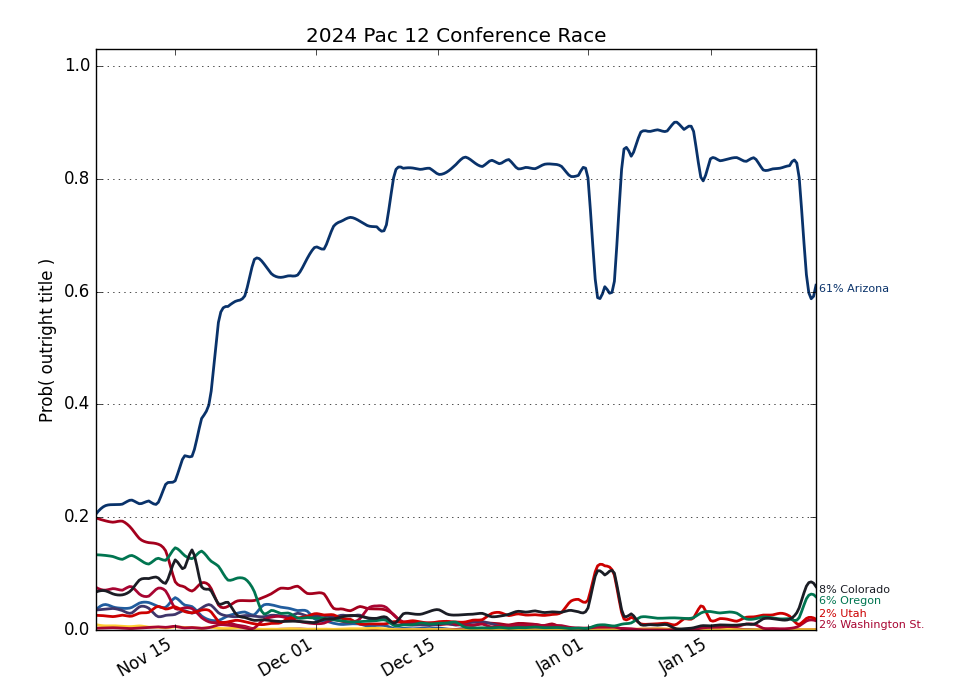 2024 Pac 12 Conference Race
Prob( outright title )
1.0
0.8
0.6
0.4
0.2
0.0
61% Arizona
8% Colorado
6% Oregon
2% Utah
2% Washington St.
Nov 15
Dec 01
Dec 15
Jan 01
Jan 15